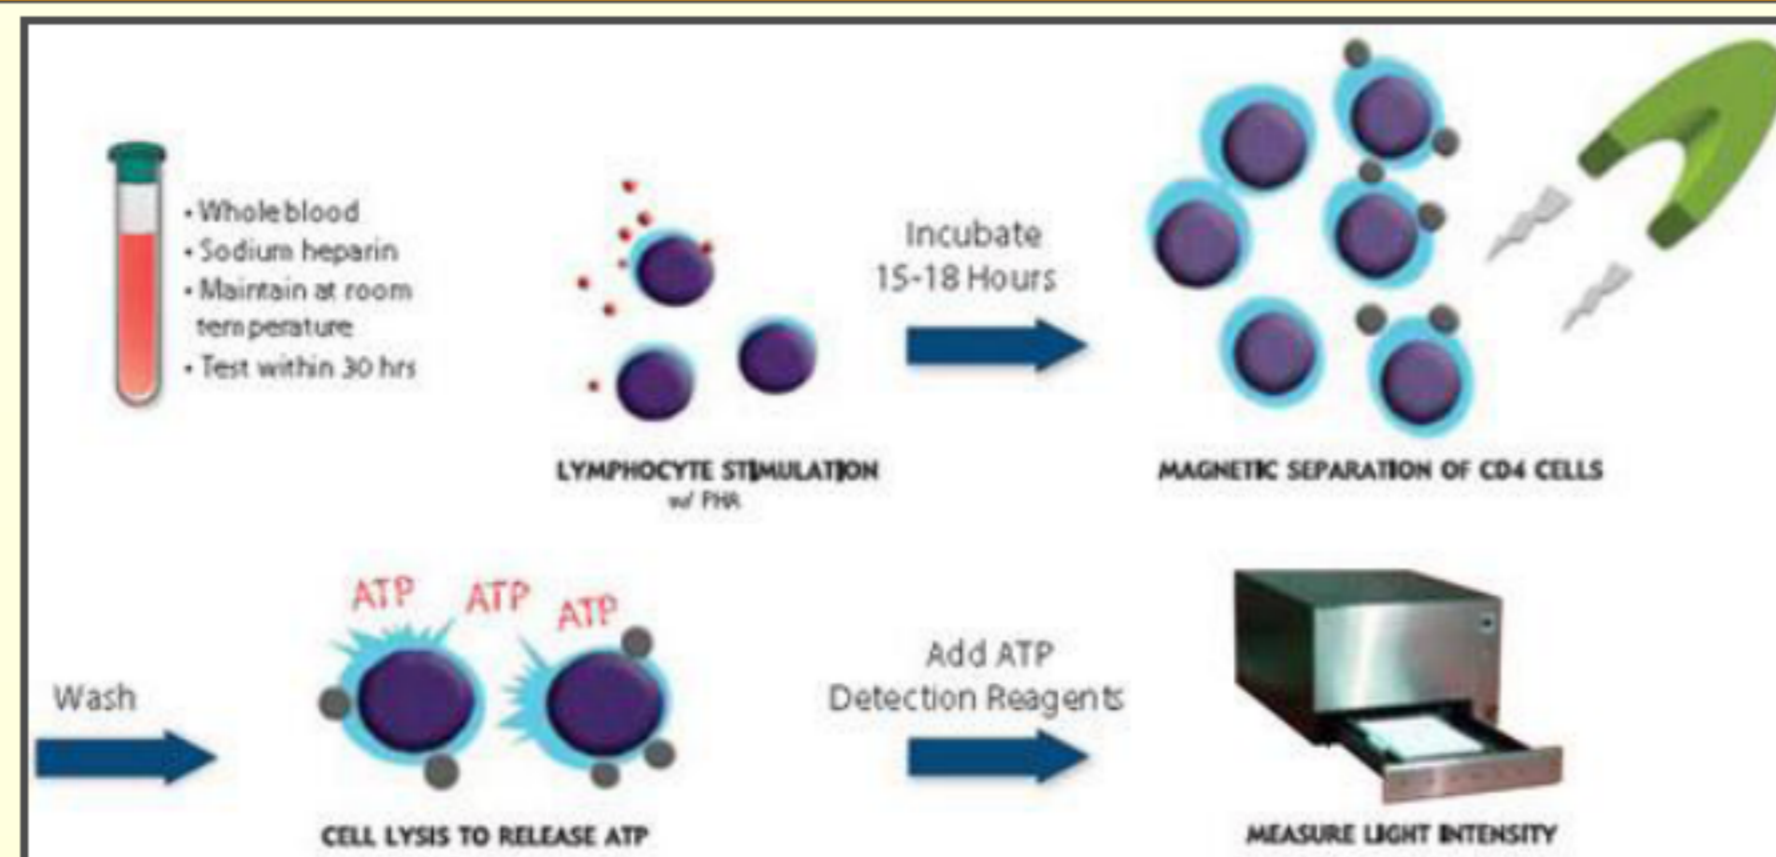 • Whole blood
• Sodium heparin
• Maintain at room
temperature
• Test within 30 hrs
LYMPHOCYTE STIMULATION
w/ PHA
Incubate
15-18 Hours
MAGNETIC SEPARATION OF CD4 CELLS
Wash
ATP ATP ATP
CELL LYSIS TO RELEASE ATP
Add ATP
Detection Reagents
MEASURE LIGHT INTENSITY